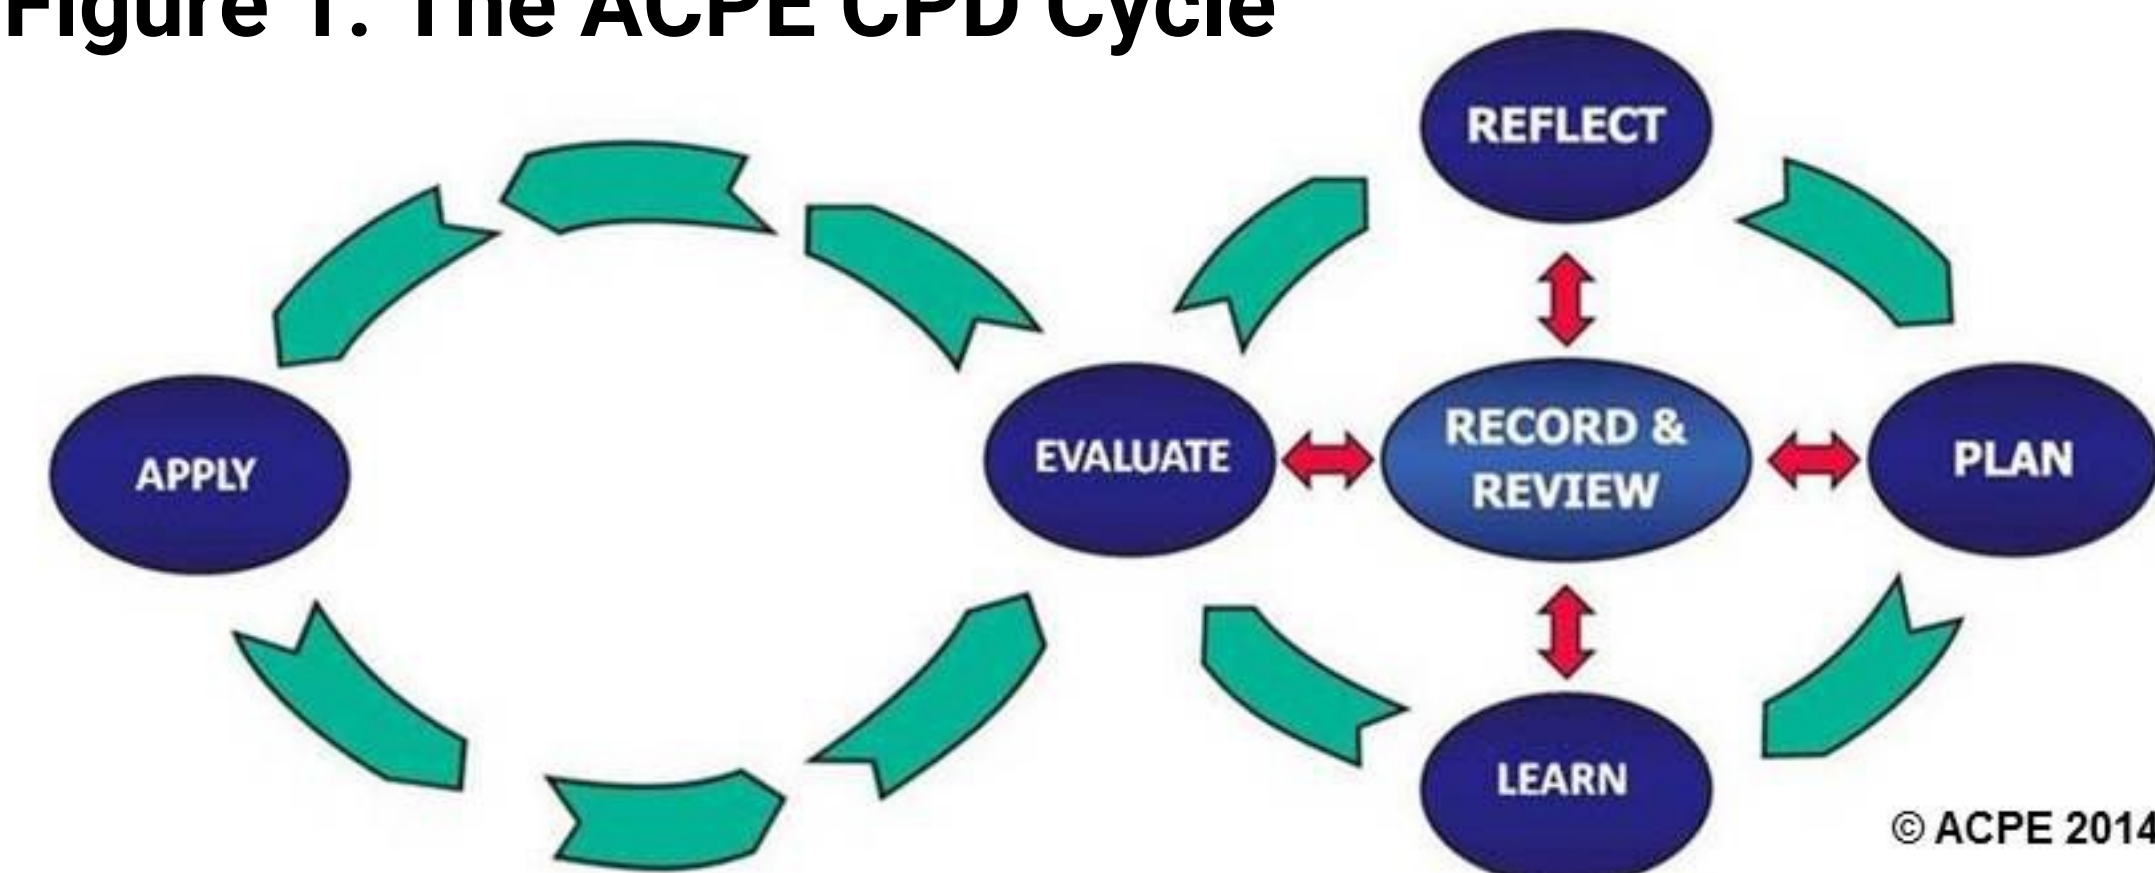 Figure 1. The ACPE CPD Cycle
REFLECT
APPLY
EVALUATE
RECORD &
REVIEW
PLAN
LEARN
© ACPE 2014